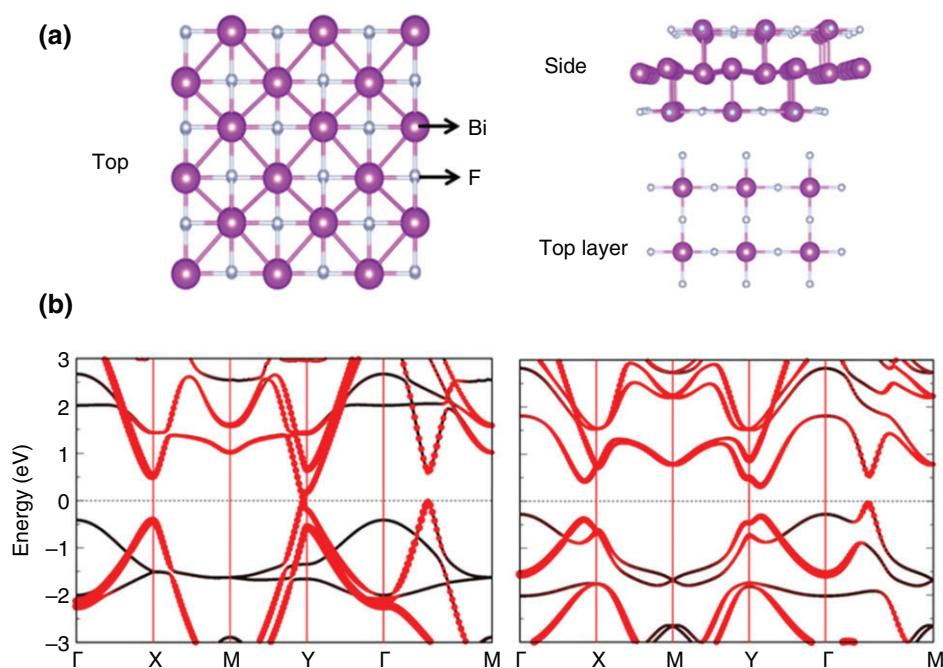 (a)
Top
Bi
F
Side
Top layer
(b)
Energy (eV)
3
2
1
0
−1
−2
−3
Γ X M Y Γ M
Γ X M Y Γ M